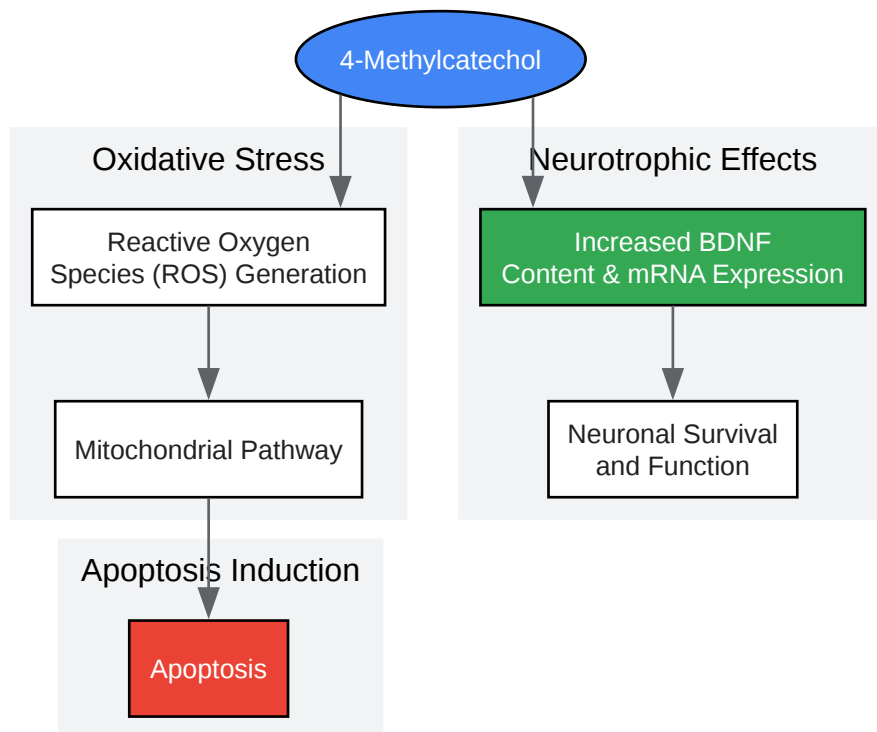 4-Methylcatechol
Oxidative Stress
Neurotrophic Effects
Reactive Oxygen
Species (ROS) Generation
Increased BDNF
Content & mRNA Expression
Mitochondrial Pathway
Neuronal Survival
and Function
Apoptosis Induction
Apoptosis